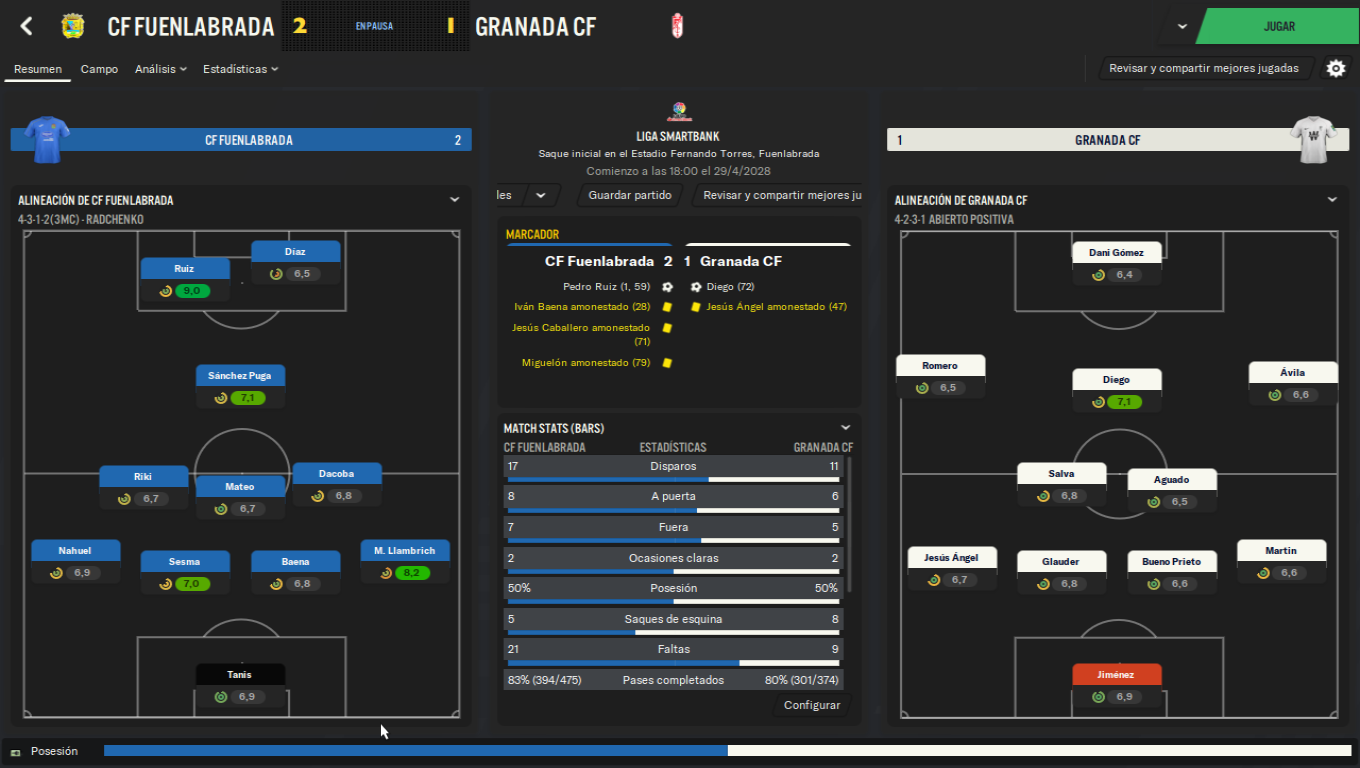 CF FUENLABRADA 2 EN PAUSA 1 GRANADA CF
JUGAR
Resumen Campo Análisis Estadísticas
Revisar y compartir mejores jugadas
CF FUENLABRADA 2
LIGA SMARTBANK
Saque inicial en el Estadio Fernando Torres, Fuenlabrada
Comienzo a las 18:00 el 29/4/2028
les Guardar partido Revisar y compartir mejores ju
1 GRANADA CF
ALINEACIÓN DE CF FUENLABRADA
4-3-1-2(3MC) - RADCHENKO
Díaz
6,5
Ruiz
9,0
Sánchez Puga
7,1
Dacoba
6,8
Riki
6,7
Mateo
6,7
Nahuel
6,9
Sesma
7,0
Baena
6,8
M. Llambrich
8,2
Tanis
6,9
MARCADOR
CF Fuenlabrada 2 1 Granada CF
Pedro Ruiz (1, 59) Diego (72)
Iván Baena amonestado (28) Jesús Ángel amonestado (47)
Jesús Caballero amonestado
(71)
Miguelón amonestado (79)
MATCH STATS (BARS)
CF FUENLABRADA ESTADÍSTICAS GRANADA CF
17 Disparos 11
8 A puerta 6
7 Fuera 5
2 Ocasiones claras 2
50% Posesión 50%
5 Saques de esquina 8
21 Faltas 9
83% (394/475) Pases completados 80% (301/374)
Configurar
ALINEACIÓN DE GRANADA CF
4-2-3-1 ABIERTO POSITIVA
Dani Gómez
6,4
Romero
6,5
Diego
7,1
Ávila
6,6
Salva
6,8
Aguado
6,5
Jesús Ángel
6,7
Glauder
6,8
Bueno Prieto
6,6
Martin
6,6
Jiménez
6,9
Posesión